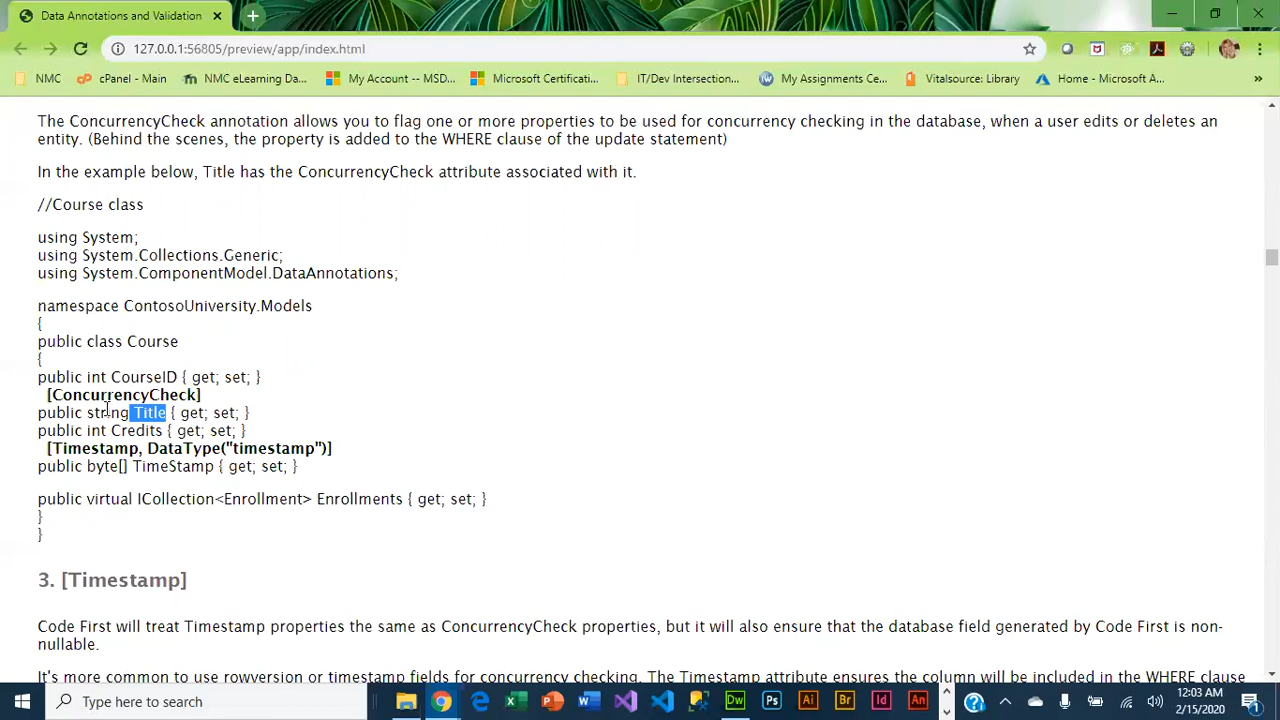 Data Annotations and Validation
127.0.0.1:56805/preview/app/index.html
NMC
cPanel - Main
NMC eLearning Da...
My Account -- MSD...
Microsoft Certificati...
IT/Dev Intersection...
My Assignments Ce...
Vitalsource: Library
Home - Microsoft A...
The ConcurrencyCheck annotation allows you to flag one or more properties to be used for concurrency checking in the database, when a user edits or deletes an
entity. (Behind the scenes, the property is added to the WHERE clause of the update statement)
In the example below, Title has the ConcurrencyCheck attribute associated with it.
//Course class
using System;
using System.Collections.Generic;
using System.ComponentModel.DataAnnotations;
namespace ContosoUniversity.Models
{
public class Course
{
public int CourseID { get; set; }
[ConcurrencyCheck]
public string Title { get; set; }
public int Credits { get; set; }
[Timestamp, DataType("timestamp")]
public byte[] TimeStamp { get; set; }
public virtual ICollection<Enrollment> Enrollments { get; set; }
}
}
3. [Timestamp]
Code First will treat Timestamp properties the same as ConcurrencyCheck properties, but it will also ensure that the database field generated by Code First is non-
nullable.
It's more common to use rowversion or timestamp fields for concurrency checking. The Timestamp attribute ensures the column will be included in the WHERE clause
Type here to search
Dw
Ps
Ai
Br
Id
An
12:03 AM
2/15/2020
1